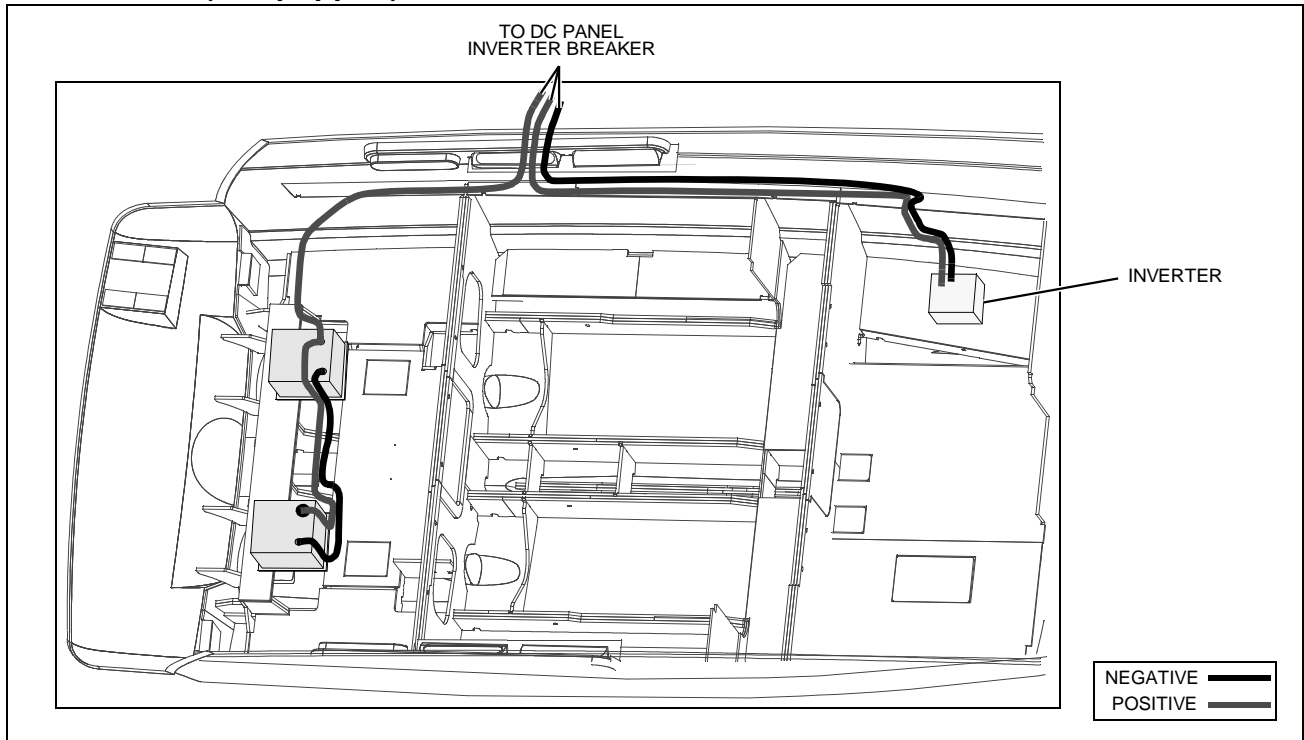 TO DC PANEL
INVERTER BREAKER
INVERTER
NEGATIVE
POSITIVE